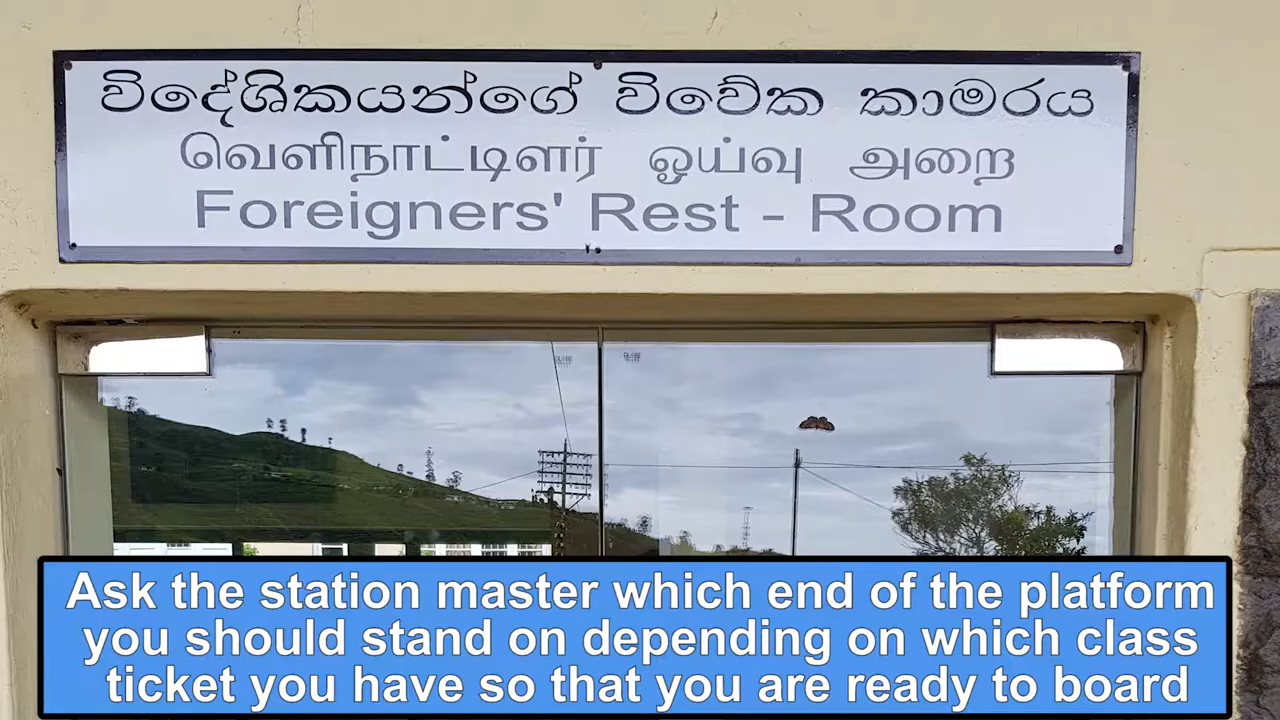 විදේශිකයන්ගේ විවේක කාමරය
வெளிநாட்டிளர் ஓய்வு அறை
Foreigners' Rest - Room
Ask the station master which end of the platform
you should stand on depending on which class
ticket you have so that you are ready to board